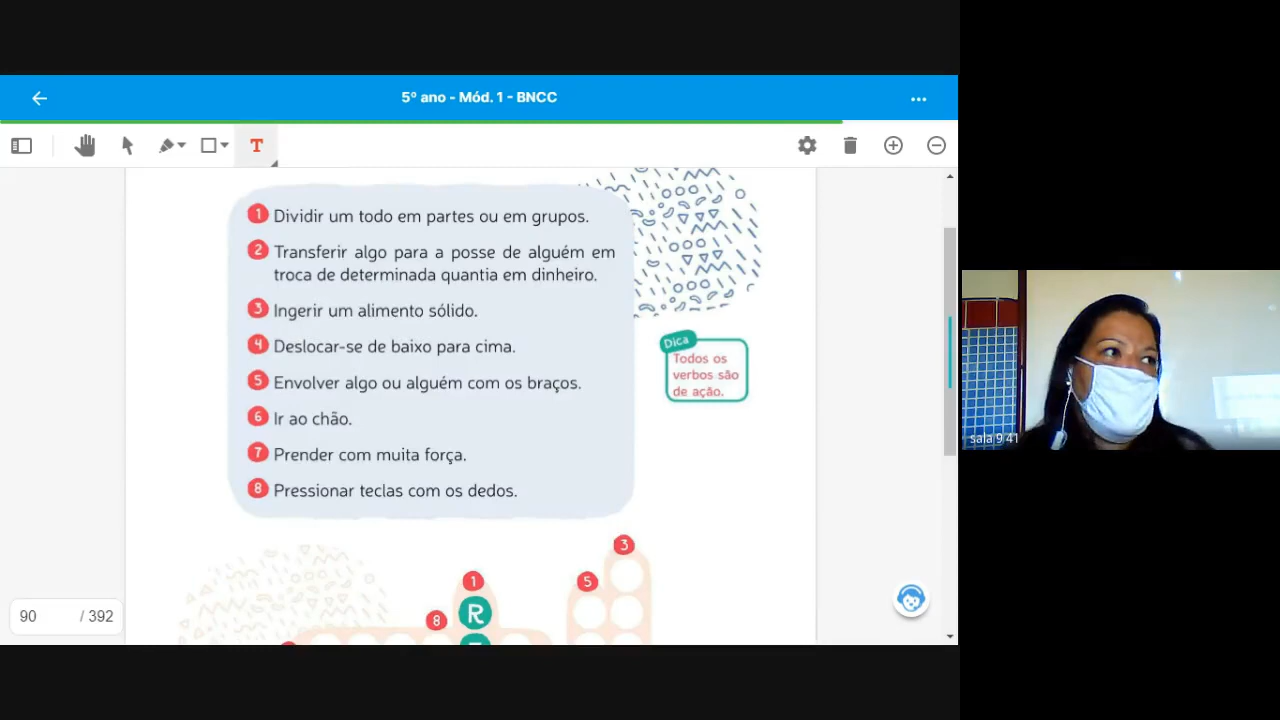 5º ano - Mód. 1 - BNCC
T
1 Dividir um todo em partes ou em grupos.
2 Transferir algo para a posse de alguém em
troca de determinada quantia em dinheiro.
3 Ingerir um alimento sólido.
4 Deslocar-se de baixo para cima.
5 Envolver algo ou alguém com os braços.
6 Ir ao chão.
7 Prender com muita força.
8 Pressionar teclas com os dedos.
Dica
Todos os
verbos são
de ação.
sala 9 41
3
1
5
8
R
90 / 392